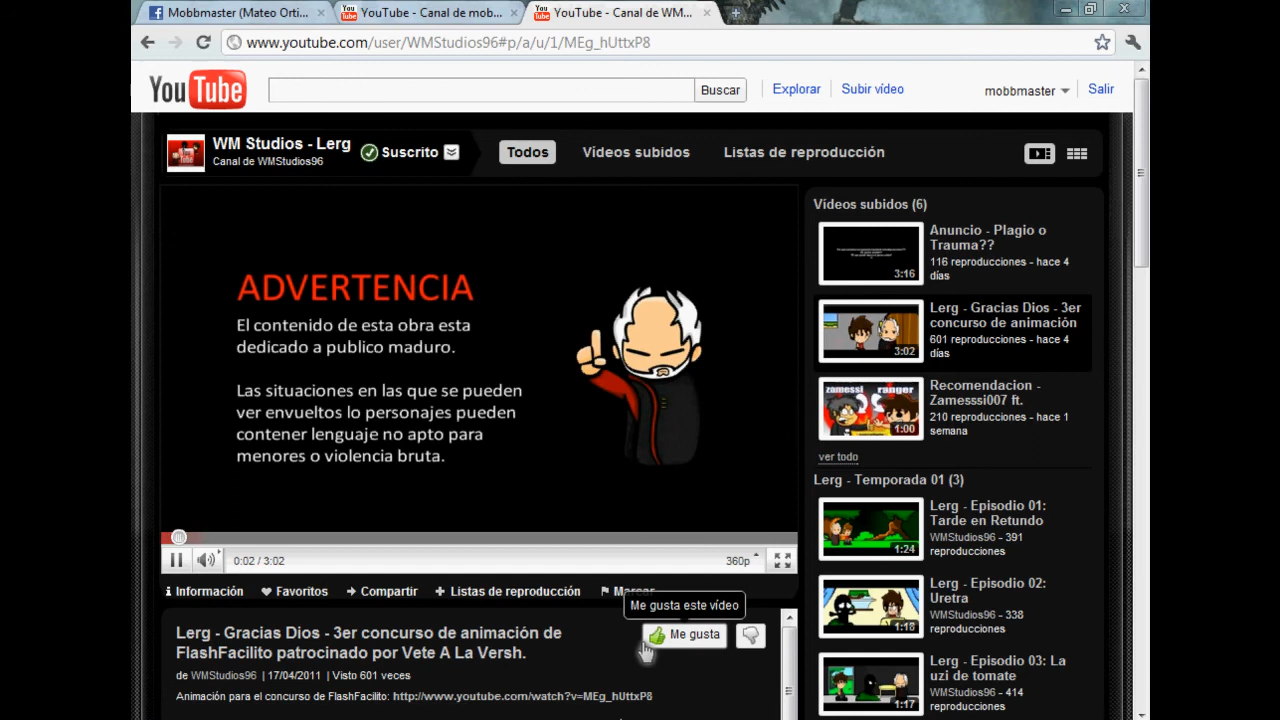 Mobbmaster (Mateo Orti...
YouTube - Canal de mob...
YouTube - Canal de WM...
www.youtube.com/user/WMStudios96#p/a/u/1/MEg_hUttxP8
YouTube
Buscar
Explorar
Subir vídeo
mobbmaster
Salir
WM Studios - Lerg
Canal de WMStudios96
Suscrito
Todos
Vídeos subidos
Listas de reproducción
ADVERTENCIA
El contenido de esta obra esta
dedicado a publico maduro.
Las situaciones en las que se pueden
ver envueltos lo personajes pueden
contener lenguaje no apto para
menores o violencia bruta.
0:02 / 3:02
360p
Información
Favoritos
Compartir
Listas de reproducción
Marcar
Me gusta este vídeo
Me gusta
Lerg - Gracias Dios - 3er concurso de animación de
FlashFacilito patrocinado por Vete A La Versh.
de WMStudios96 | 17/04/2011 | Visto 601 veces
Animación para el concurso de FlashFacilito: http://www.youtube.com/watch?v=MEg_hUttxP8
Vídeos subidos (6)
3:16
Anuncio - Plagio o
Trauma??
116 reproducciones - hace 4
días
3:02
Lerg - Gracias Dios - 3er
concurso de animación
601 reproducciones - hace 4
días
zamessi ranger
1:00
Recomendacion -
Zamesssi007 ft.
210 reproducciones - hace 1
semana
ver todo
Lerg - Temporada 01 (3)
1:24
Lerg - Episodio 01:
Tarde en Retundo
WMStudios96 - 391
reproducciones
1:18
Lerg - Episodio 02:
Uretra
WMStudios96 - 338
reproducciones
1:17
Lerg - Episodio 03: La
uzi de tomate
WMStudios96 - 414
reproducciones